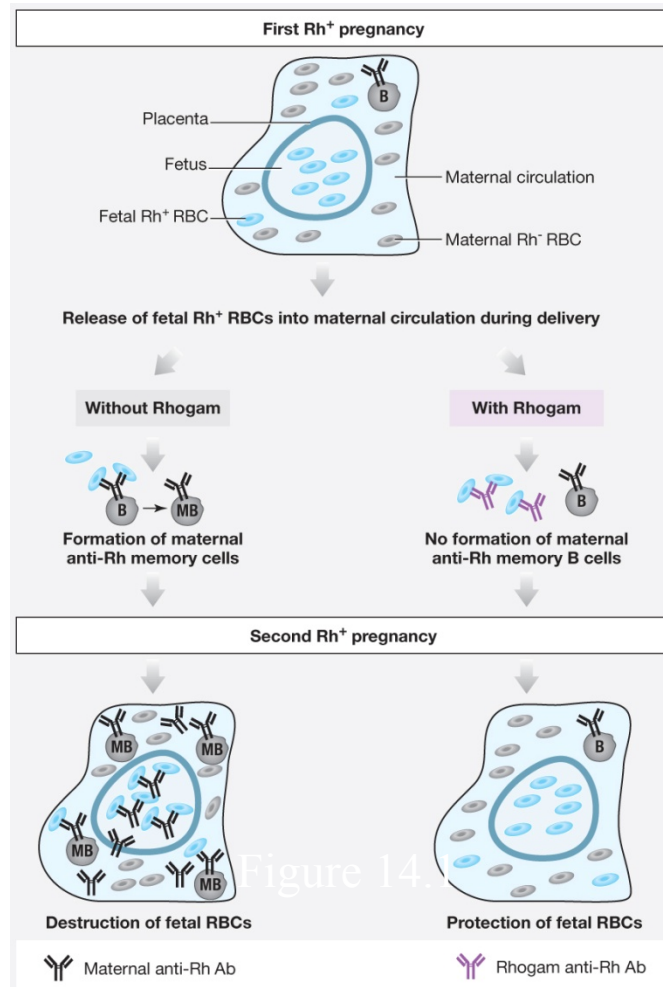 First Rh⁺ pregnancy
B
Placenta
Fetus
Maternal circulation
Fetal Rh⁺ RBC
Maternal Rh⁻ RBC
Release of fetal Rh⁺ RBCs into maternal circulation during delivery
Without Rhogam
With Rhogam
B
MB
B
Formation of maternal
anti-Rh memory cells
No formation of maternal
anti-Rh memory B cells
Second Rh⁺ pregnancy
MB
MB
B
MB
MB
Figure 14.1
Destruction of fetal RBCs
Protection of fetal RBCs
Maternal anti-Rh Ab
Rhogam anti-Rh Ab